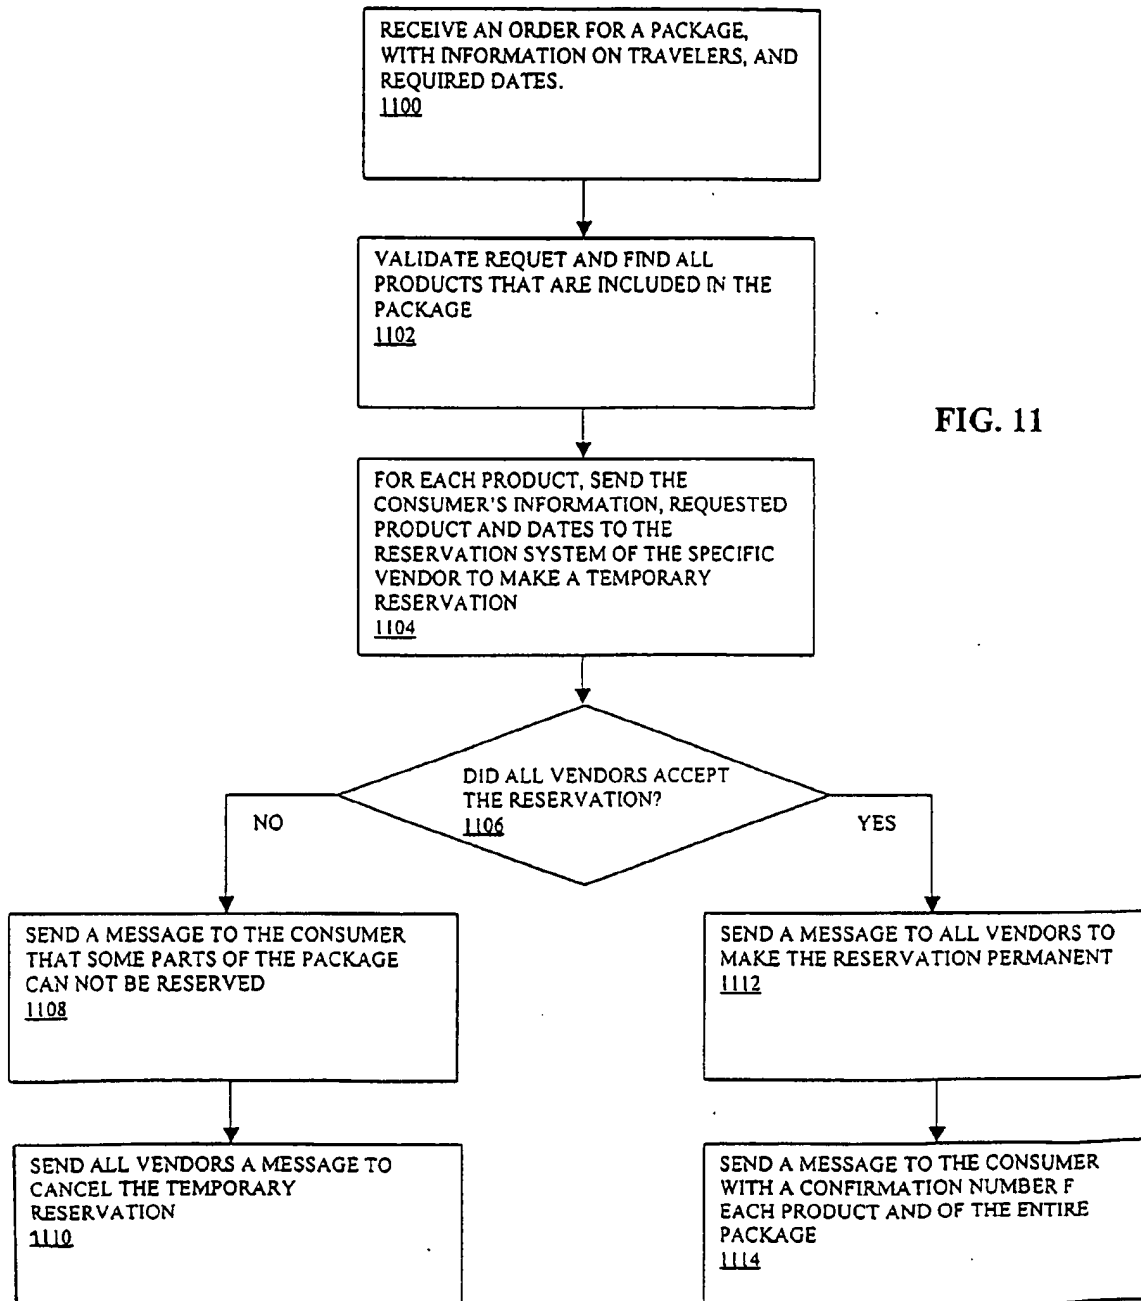 RECEIVE AN ORDER FOR A PACKAGE,
WITH INFORMATION ON TRAVELERS, AND
REQUIRED DATES.
1100
VALIDATE REQUET AND FIND ALL
PRODUCTS THAT ARE INCLUDED IN THE
PACKAGE
1102
FIG. 11
FOR EACH PRODUCT, SEND THE
CONSUMER'S INFORMATION, REQUESTED
PRODUCT AND DATES TO THE
RESERVATION SYSTEM OF THE SPECIFIC
VENDOR TO MAKE A TEMPORARY
RESERVATION
1104
DID ALL VENDORS ACCEPT
THE RESERVATION?
1106
NO
YES
SEND A MESSAGE TO THE CONSUMER
THAT SOME PARTS OF THE PACKAGE
CAN NOT BE RESERVED
1108
SEND A MESSAGE TO ALL VENDORS TO
MAKE THE RESERVATION PERMANENT
1112
SEND ALL VENDORS A MESSAGE TO
CANCEL THE TEMPORARY
RESERVATION
1110
SEND A MESSAGE TO THE CONSUMER
WITH A CONFIRMATION NUMBER F
EACH PRODUCT AND OF THE ENTIRE
PACKAGE
1114